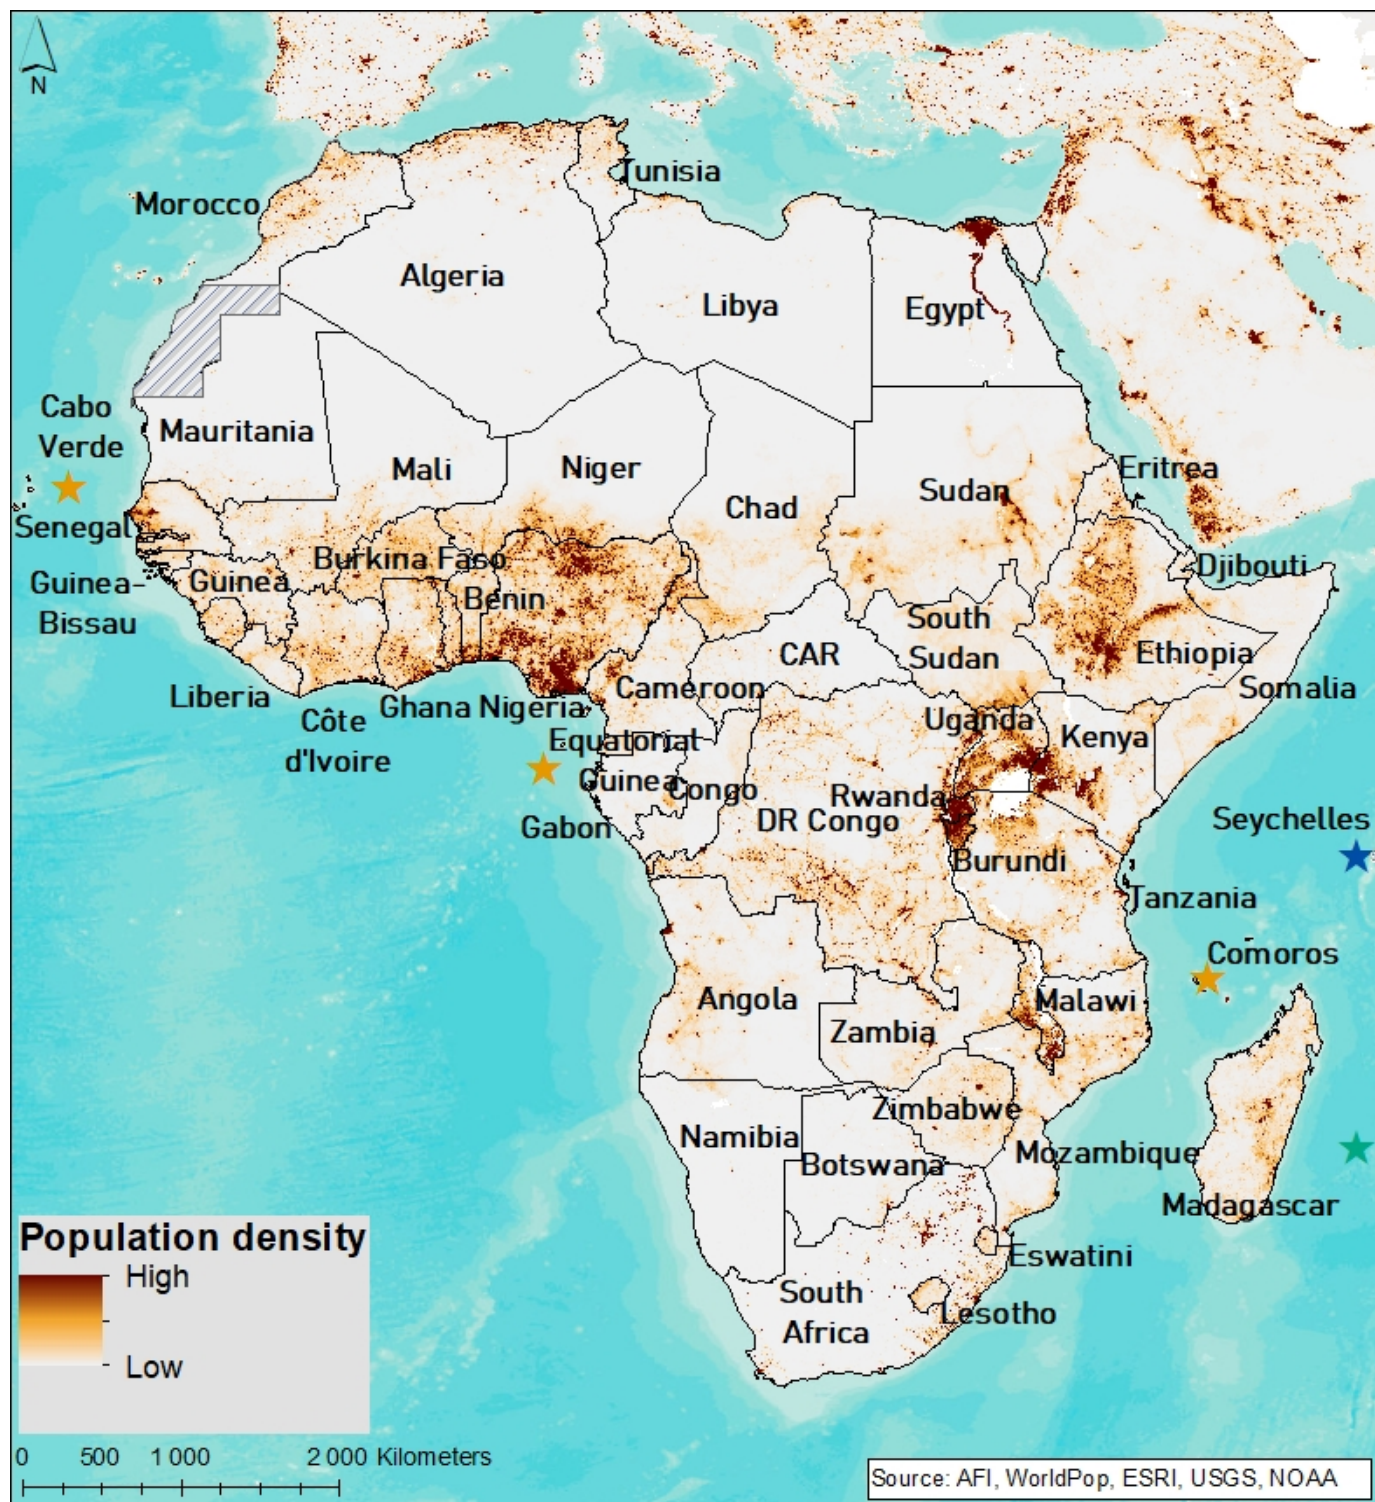 N
Tunisia
Morocco
Algeria
Libya
Egypt
Cabo
Verde
Mauritania
Mali
Niger
Chad
Sudan
Eritrea
Senegal
Burkina Faso
Djibouti
Guinea-
Bissau
Guinea
Benin
South
Sudan
CAR
Ethiopia
Somalia
Liberia
Côte
d'Ivoire
Ghana
Nigeria
Cameroon
Uganda
Kenya
Equatorial
Guinea
Congo
Rwanda
DR Congo
Gabon
Seychelles
Burundi
Tanzania
Comoros
Angola
Malawi
Zambia
Zimbabwe
Namibia
Botswana
Mozambique
Madagascar
Eswatini
South
Africa
Lesotho
Population density
High
Low
0 500 1 000 2 000 Kilometers
Source: AFI, WorldPop, ESRI, USGS, NOAA